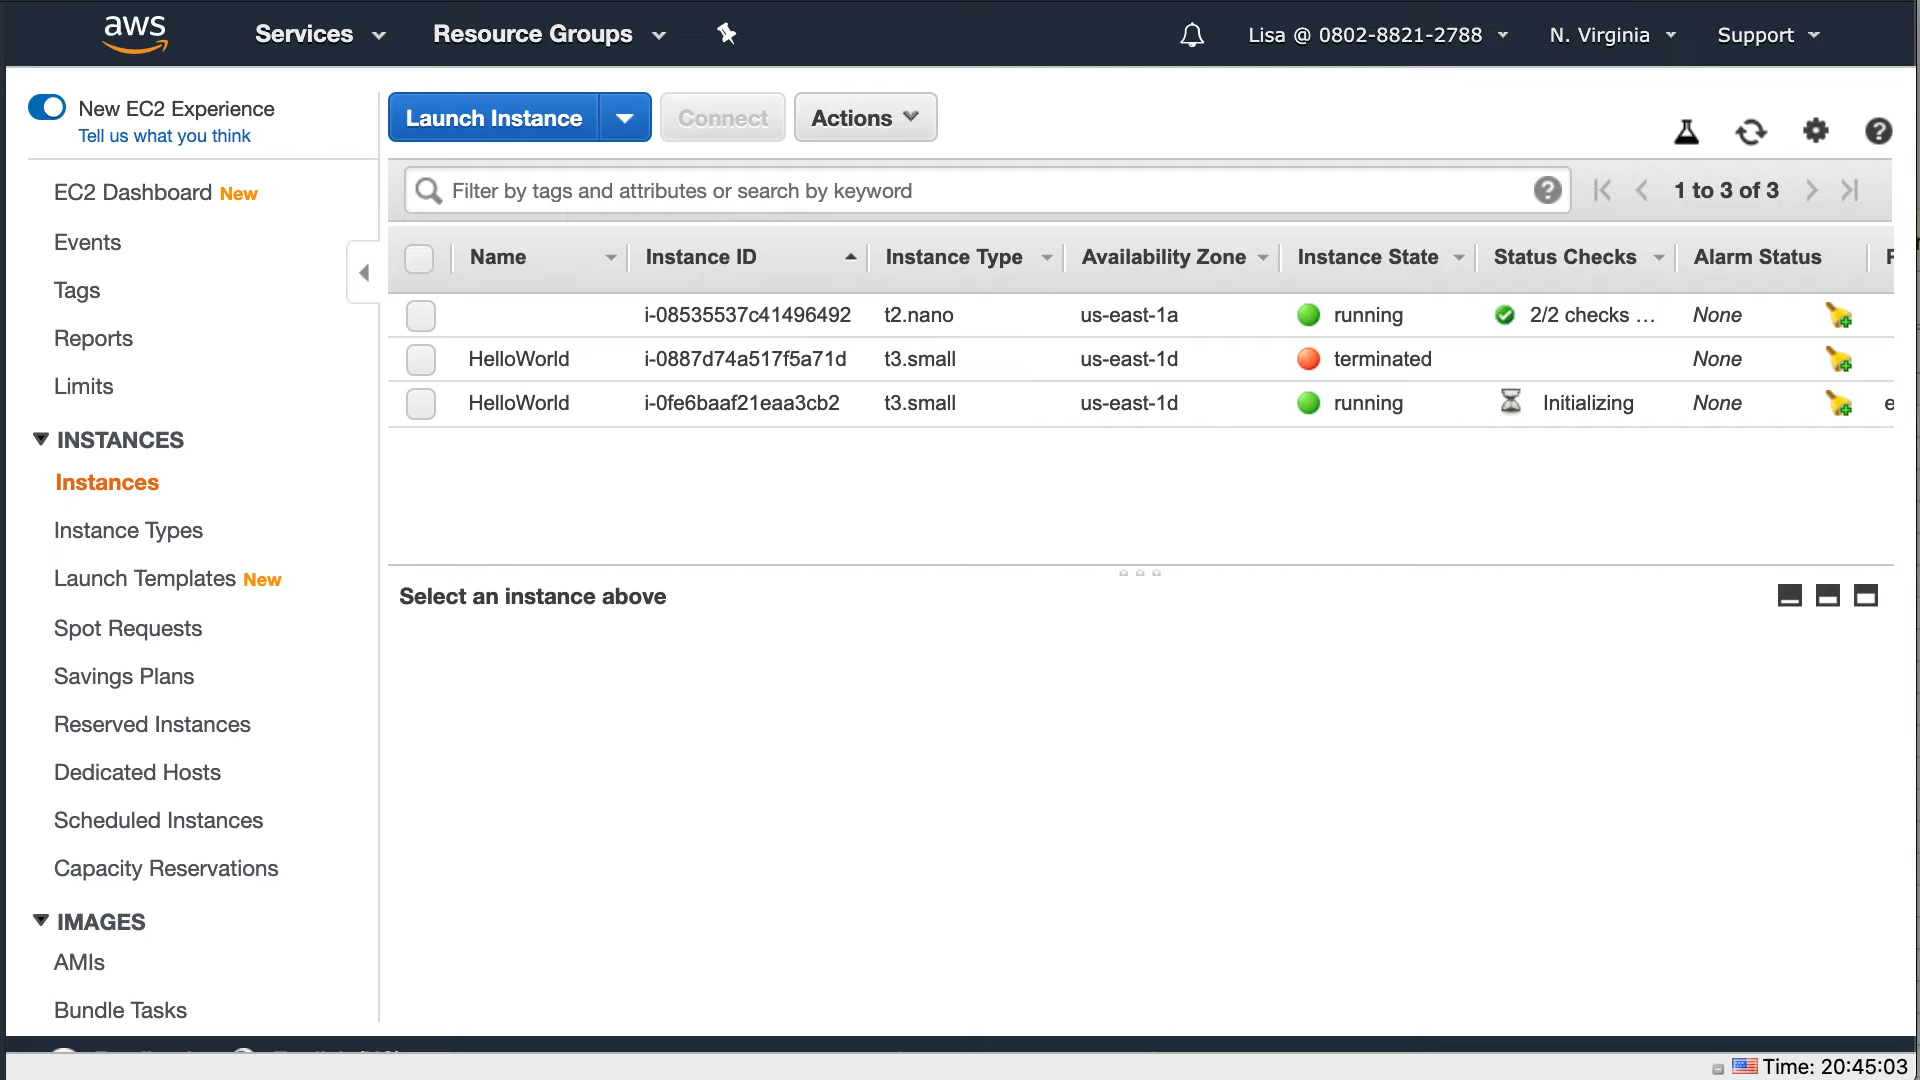 aws Services Resource Groups Lisa @ 0802-8821-2788 N. Virginia Support
New EC2 Experience
Tell us what you think
EC2 Dashboard New
Events
Tags
Reports
Limits
INSTANCES
Instances
Instance Types
Launch Templates New
Spot Requests
Savings Plans
Reserved Instances
Dedicated Hosts
Scheduled Instances
Capacity Reservations
IMAGES
AMIs
Bundle Tasks
Launch Instance Connect Actions
Filter by tags and attributes or search by keyword 1 to 3 of 3
Name Instance ID Instance Type Availability Zone Instance State Status Checks Alarm Status
i-08535537c41496492 t2.nano us-east-1a running 2/2 checks ... None
HelloWorld i-0887d74a517f5a71d t3.small us-east-1d terminated None
HelloWorld i-0fe6baaf21eaa3cb2 t3.small us-east-1d running Initializing None e
Select an instance above
Time: 20:45:03